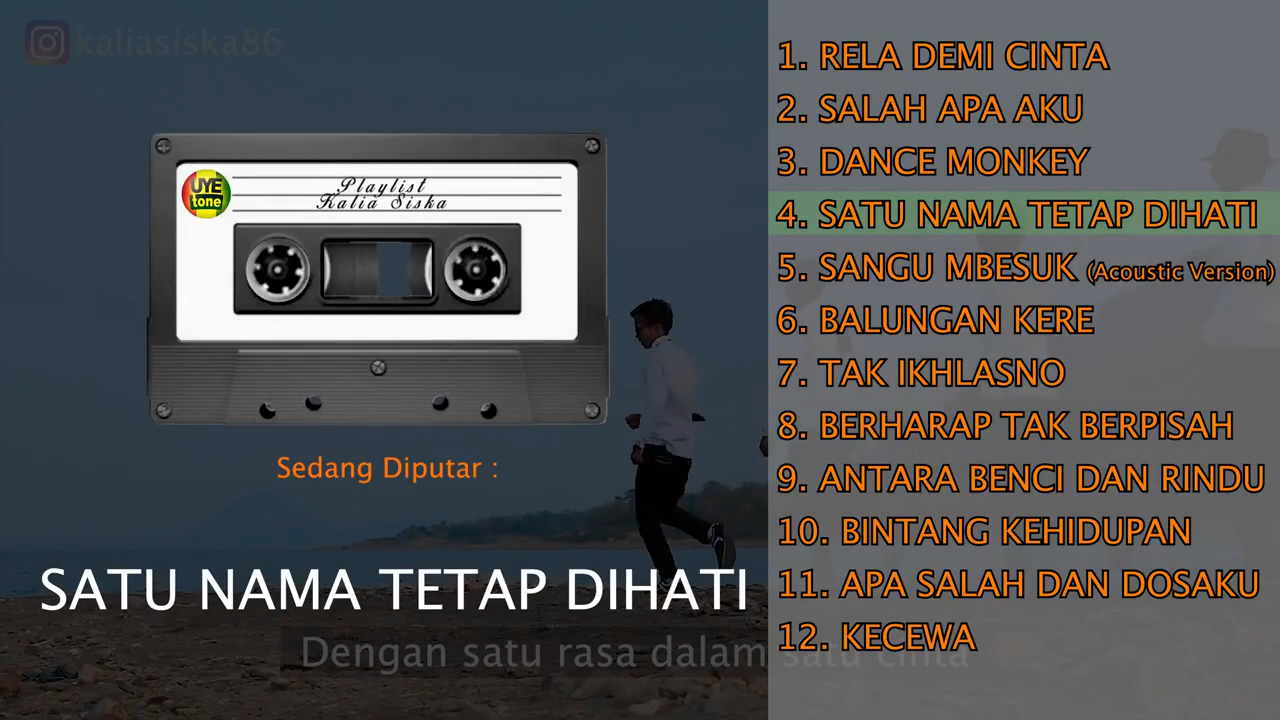 kaliasiska86
UYE
tone
Playlist
Kalia Siska
Sedang Diputar :
SATU NAMA TETAP DIHATI
Dengan satu rasa dalam satu cinta
1. RELA DEMI CINTA
2. SALAH APA AKU
3. DANCE MONKEY
4. SATU NAMA TETAP DIHATI
5. SANGU MBESUK (Acoustic Version)
6. BALUNGAN KERE
7. TAK IKHLASNO
8. BERHARAP TAK BERPISAH
9. ANTARA BENCI DAN RINDU
10. BINTANG KEHIDUPAN
11. APA SALAH DAN DOSAKU
12. KECEWA